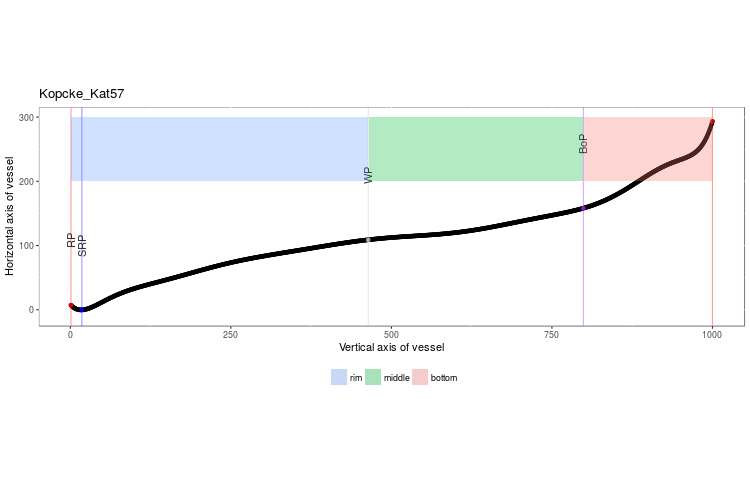 Kopcke_Kat57
Horizontal axis of vessel
300
200
100
0
RP
SRP
WP
BoP
0
250
500
750
1000
Vertical axis of vessel
rim
middle
bottom